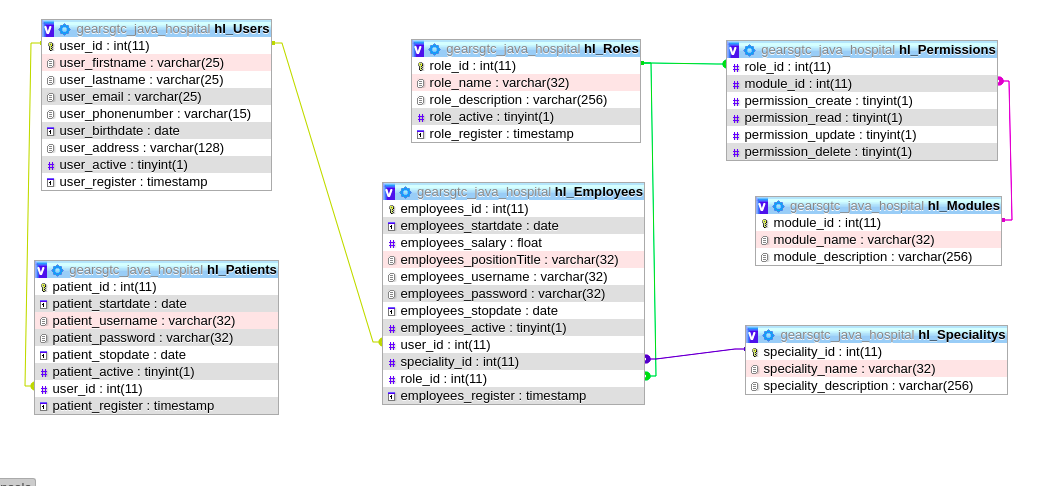 gearsgtc_java_hospital hl_Users
user_id : int(11)
user_firstname : varchar(25)
user_lastname : varchar(25)
user_email : varchar(25)
user_phonenumber : varchar(15)
user_birthdate : date
user_address : varchar(128)
user_active : tinyint(1)
user_register : timestamp
gearsgtc_java_hospital hl_Roles
role_id : int(11)
role_name : varchar(32)
role_description : varchar(256)
role_active : tinyint(1)
role_register : timestamp
gearsgtc_java_hospital hl_Permissions
role_id : int(11)
module_id : int(11)
permission_create : tinyint(1)
permission_read : tinyint(1)
permission_update : tinyint(1)
permission_delete : tinyint(1)
gearsgtc_java_hospital hl_Employees
employees_id : int(11)
employees_startdate : date
employees_salary : float
employees_positionTitle : varchar(32)
employees_username : varchar(32)
employees_password : varchar(32)
employees_stopdate : date
employees_active : tinyint(1)
user_id : int(11)
speciality_id : int(11)
role_id : int(11)
employees_register : timestamp
gearsgtc_java_hospital hl_Modules
module_id : int(11)
module_name : varchar(32)
module_description : varchar(256)
gearsgtc_java_hospital hl_Patients
patient_id : int(11)
patient_startdate : date
patient_username : varchar(32)
patient_password : varchar(32)
patient_stopdate : date
patient_active : tinyint(1)
user_id : int(11)
patient_register : timestamp
gearsgtc_java_hospital hl_Specialitys
speciality_id : int(11)
speciality_name : varchar(32)
speciality_description : varchar(256)